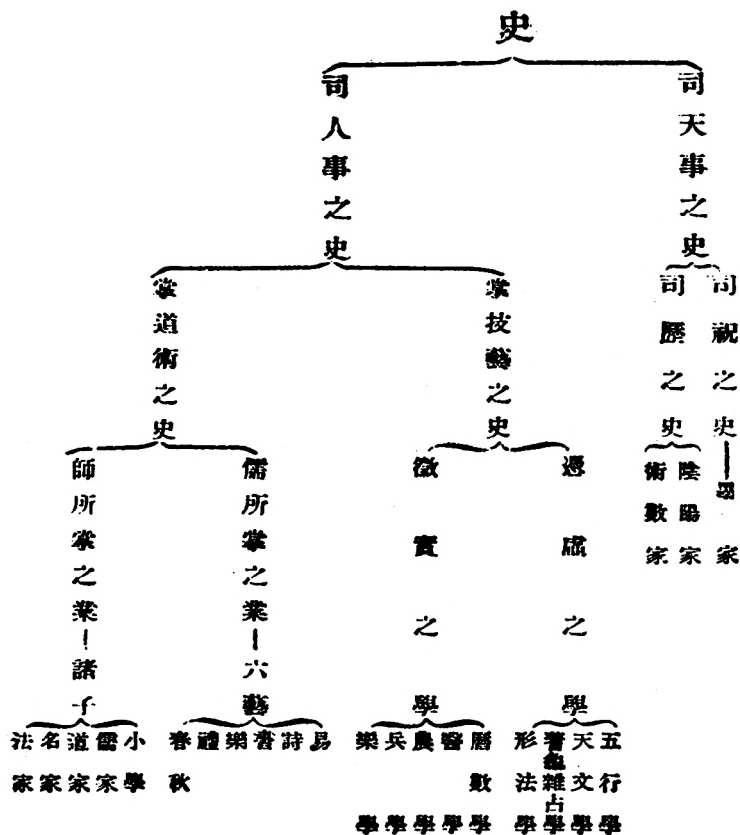 史
司天事之史
司祝之史—墨家
司歷之史
陰陽家
術數家
司人事之史
掌技藝之史
憑虛之學
五行學
天文學
蓍龜雜占學
形法學
徵實之學
曆數學
醫學
農學
兵學
樂學
掌道術之史
儒所掌之業—六藝
易
詩
書
樂
禮
春秋
師所掌之業—諸子
小學
儒家
道家
名家
法家